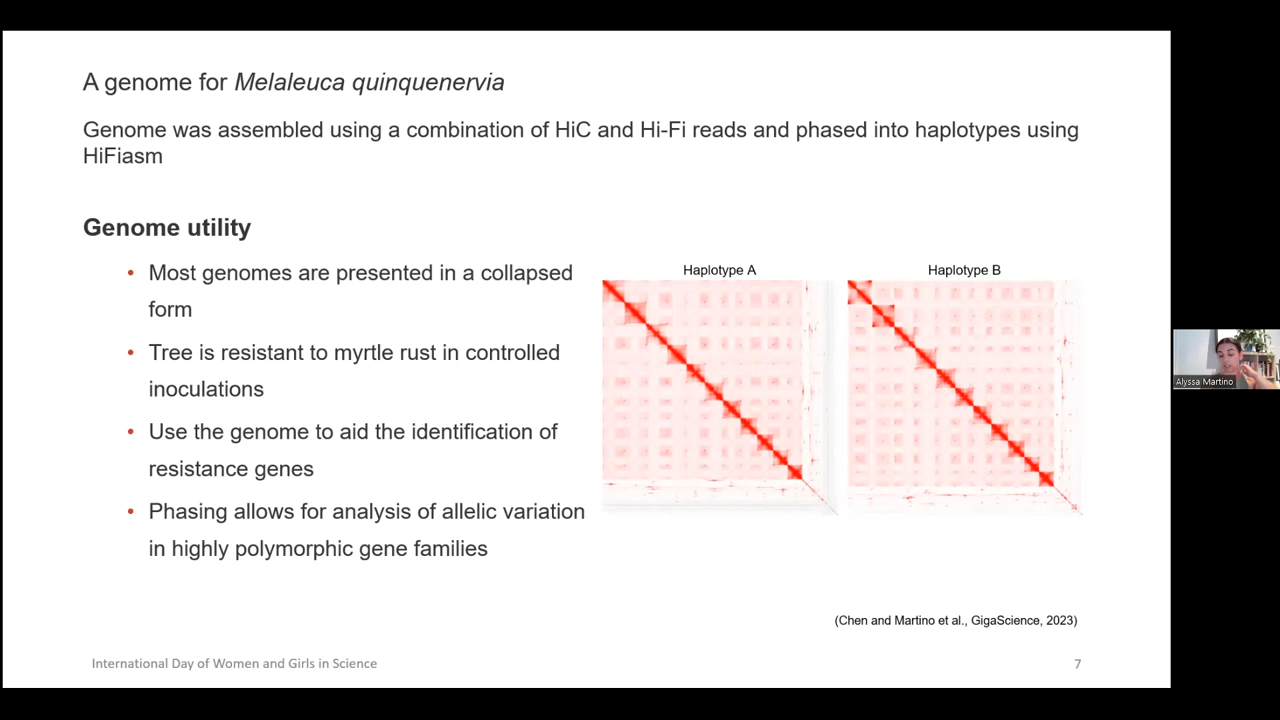 A genome for Melaleuca quinquenervia
Genome was assembled using a combination of HiC and Hi-Fi reads and phased into haplotypes using
HiFiasm
Genome utility
• Most genomes are presented in a collapsed
form
• Tree is resistant to myrtle rust in controlled
inoculations
• Use the genome to aid the identification of
resistance genes
• Phasing allows for analysis of allelic variation
in highly polymorphic gene families
Haplotype A
Haplotype B
(Chen and Martino et al., GigaScience, 2023)
International Day of Women and Girls in Science
7
Alyssa Martino